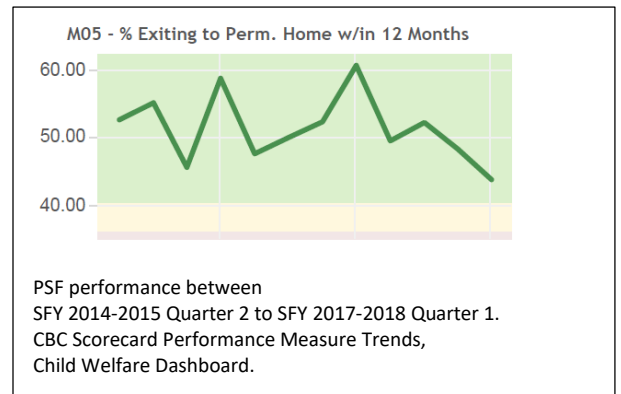 M05 - % Exiting to Perm. Home w/in 12 Months
60.00
50.00
40.00
PSF performance between
SFY 2014-2015 Quarter 2 to SFY 2017-2018 Quarter 1.
CBC Scorecard Performance Measure Trends,
Child Welfare Dashboard.